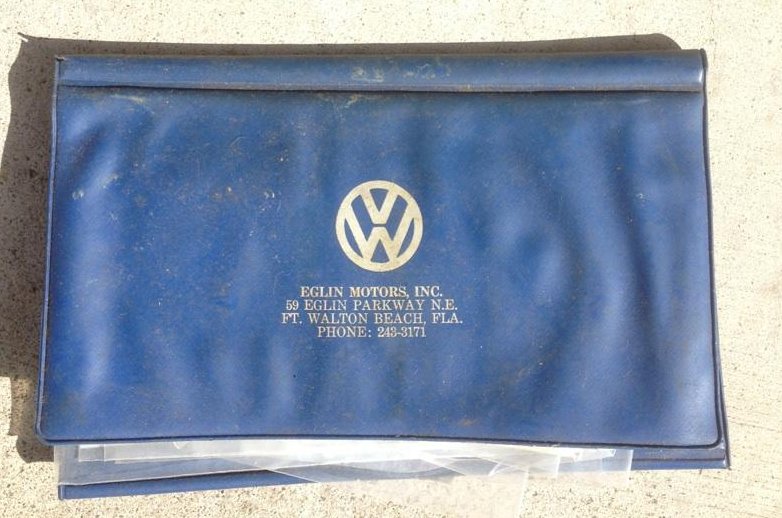 EGLIN MOTORS, INC.
59 EGLIN PARKWAY N.E.
FT. WALTON BEACH, FLA.
PHONE: 243-3171